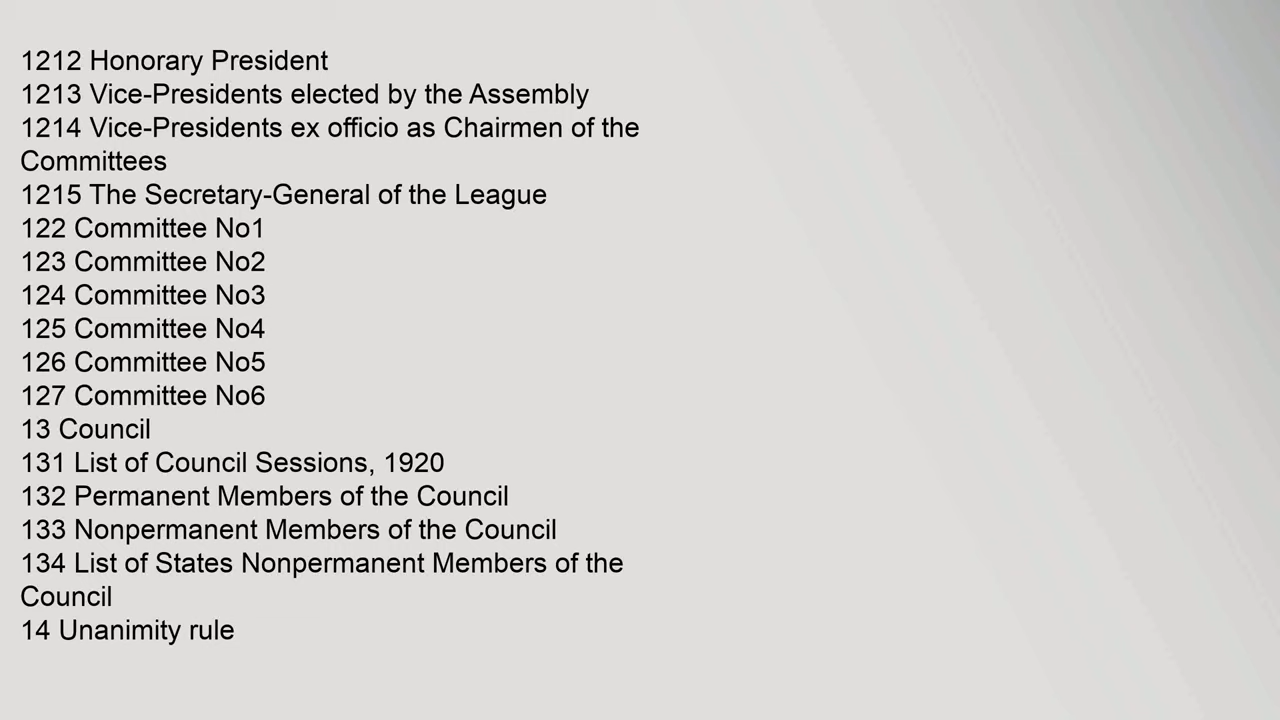 1212 Honorary President
1213 Vice-Presidents elected by the Assembly
1214 Vice-Presidents ex officio as Chairmen of the
Committees
1215 The Secretary-General of the League
122 Committee No1
123 Committee No2
124 Committee No3
125 Committee No4
126 Committee No5
127 Committee No6
13 Council
131 List of Council Sessions, 1920
132 Permanent Members of the Council
133 Nonpermanent Members of the Council
134 List of States Nonpermanent Members of the
Council
14 Unanimity rule